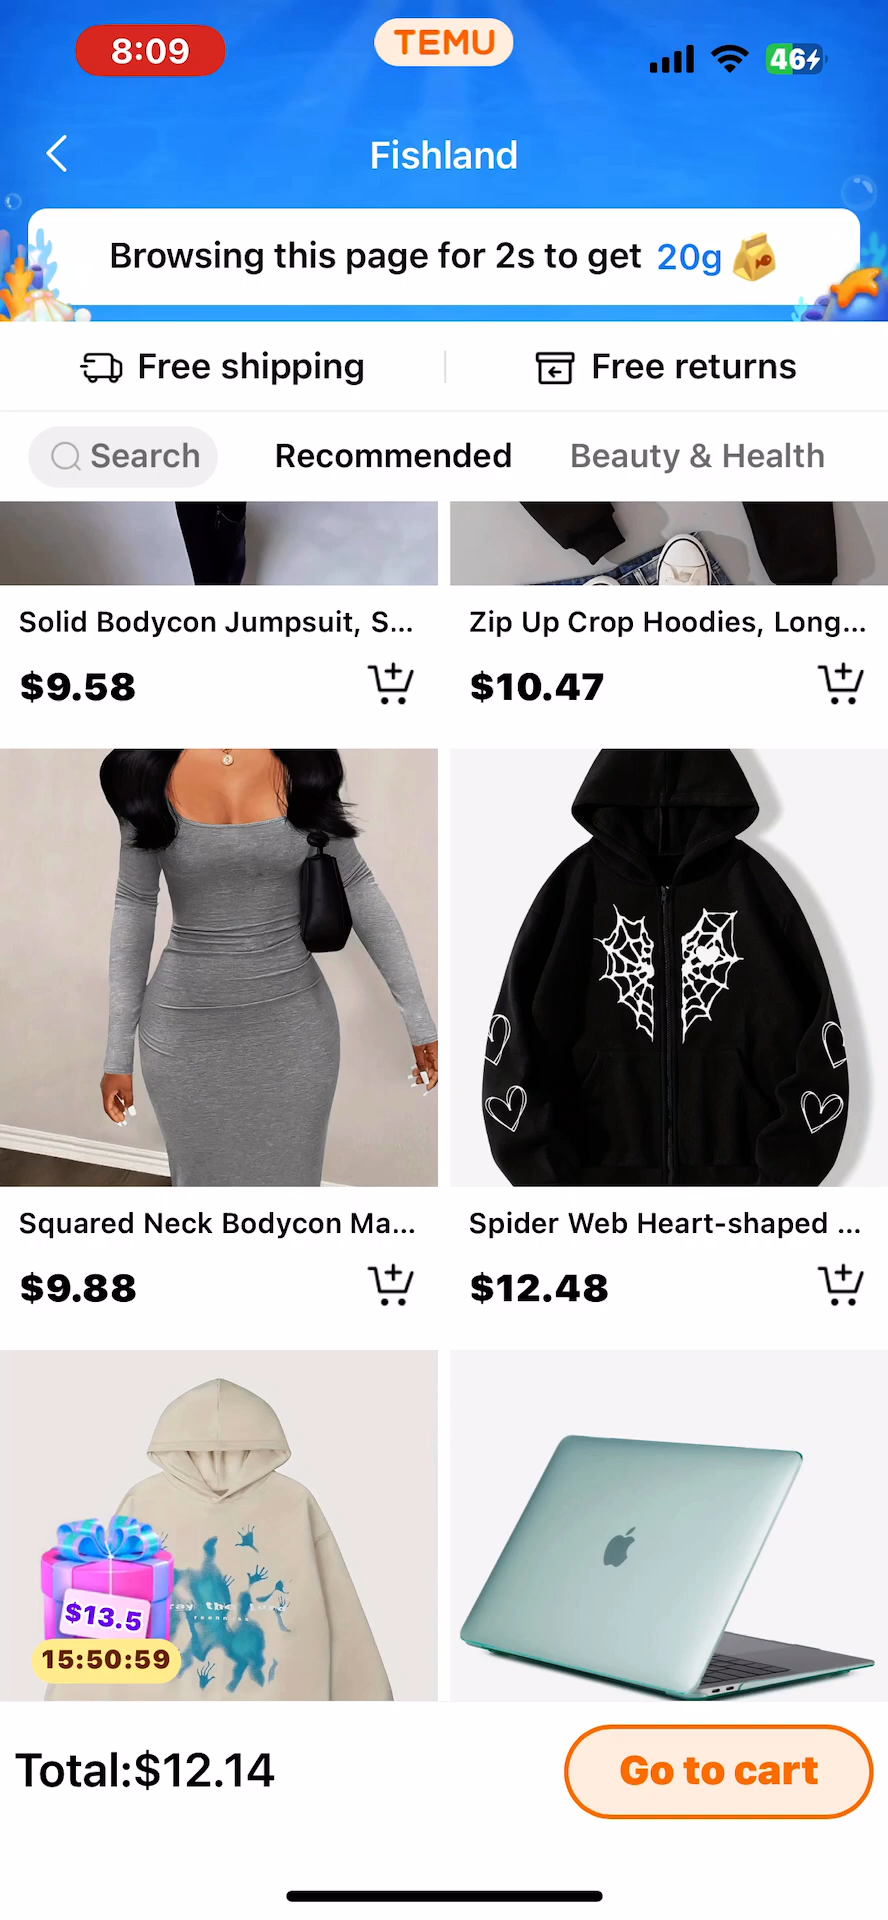 8:09
TEMU
46
Fishland
Browsing this page for 2s to get 20g
Free shipping
Free returns
Search
Recommended
Beauty & Health
Solid Bodycon Jumpsuit, S...
Zip Up Crop Hoodies, Long...
$9.58
$10.47
Squared Neck Bodycon Ma...
Spider Web Heart-shaped ...
$9.88
$12.48
$13.5
15:50:59
Total:$12.14
Go to cart